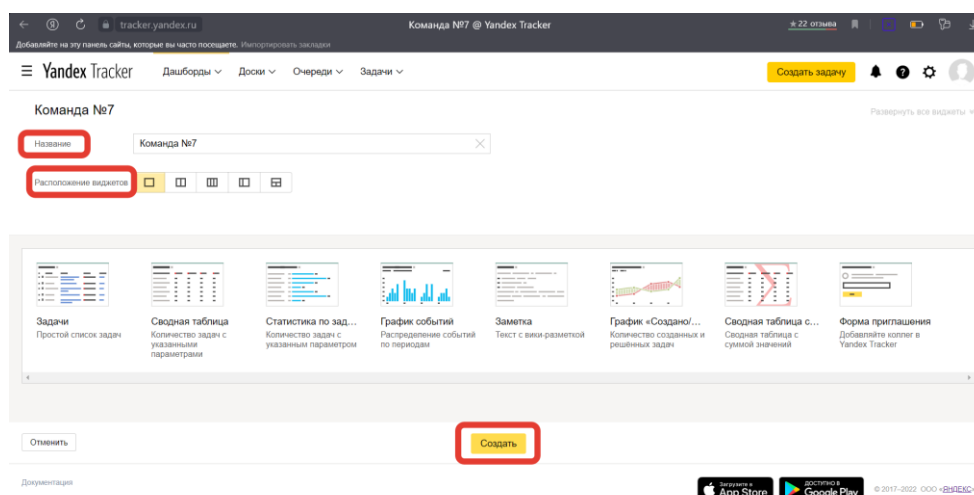 tracker.yandex.ru
Команда №7 @ Yandex Tracker
★ 22 отзыва
Добавляйте на эту панель сайты, которые вы часто посещаете. Импортировать закладки
Yandex Tracker
Дашборды
Доски
Очереди
Задачи
Создать задачу
Команда №7
Развернуть все виджеты
Название
Команда №7
Расположение виджетов
Задачи
Простой список задач
Сводная таблица
Количество задач с
указанными
параметрами
Статистика по зад...
Количество задач с
указанным параметром
График событий
Распределение событий
по периодам
Заметка
Текст с вики-разметкой
График «Создано/...
Количество созданных и
решённых задач
Сводная таблица с...
Сводная таблица с
суммой значений
Форма приглашения
Добавляйте коллег в
Yandex Tracker
Отменить
Создать
Документация
Загрузите в
App Store
ДОСТУПНО В
Google Play
© 2017–2022 ООО «ЯНДЕКС»